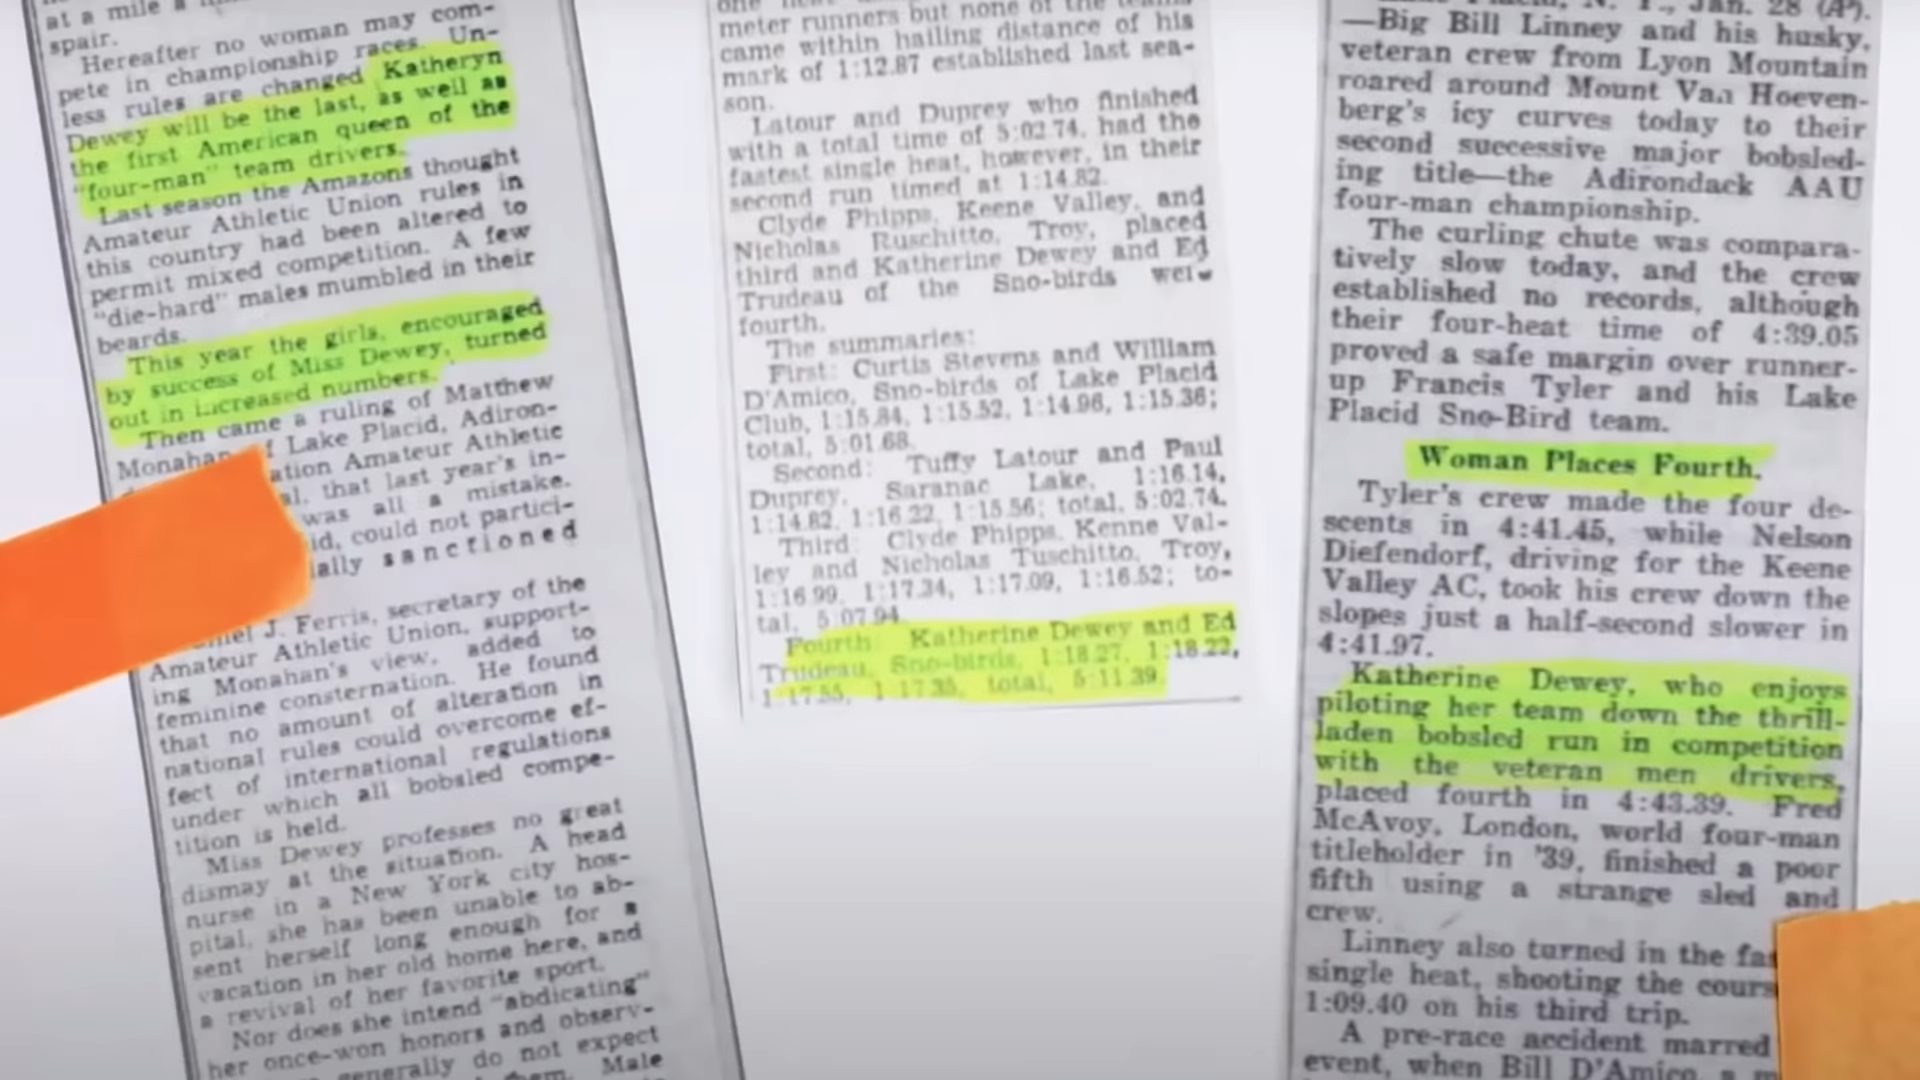 at a mile a
spair.
Hereafter no woman may com-
pete in championship races. Un-
less rules are changed Katheryn
Dewey will be the last, as well as
the first American queen of the
"four-man" team drivers.
Last season the Amazons thought
Amateur Athletic Union rules in
this country had been altered to
permit mixed competition. A few
"die-hard" males mumbled in their
beards.
This year the girls, encouraged
by success of Miss Dewey, turned
out in increased numbers.
Then came a ruling of Matthew
Monahan of Lake Placid, Adiron-
ation Amateur Athletic
al, that last year's in-
was all a mistake.
id, could not partici-
ially sanctioned
J. Ferris, secretary of the
Amateur Athletic Union, support-
ing Monahan's view, added to
feminine consternation. He found
that no amount of alteration in
national rules could overcome ef-
fect of international regulations
under which all bobsled compe-
tition is held.
Miss Dewey professes no great
dismay at the situation. A head
nurse in a New York city hos-
pital, she has been unable to ab-
sent herself long enough for a
vacation in her old home here, and
a revival of her favorite sport.
Nor does she intend "abdicating"
her once-won honors and observ-
generally do not expect
them. Male
meter runners but none of the teams
came within hailing distance of his
mark of 1:12.87 established last sea-
son.
Latour and Duprey who finished
with a total time of 5:02.74, had the
fastest single heat, however, in their
second run timed at 1:14.82.
Clyde Phipps, Keene Valley, and
Nicholas Ruschitto, Troy, placed
third and Katherine Dewey and Ed
Trudeau of the Sno-birds were
fourth.
The summaries:
First: Curtis Stevens and William
D'Amico, Sno-birds of Lake Placid
Club, 1:15.84, 1:15.52, 1:14.96, 1:15.36;
total, 5:01.68.
Second: Tuffy Latour and Paul
Duprey, Saranac Lake, 1:16.14,
1:14.82, 1:16.22, 1:15.56; total, 5:02.74.
Third: Clyde Phipps, Kenne Val-
ley and Nicholas Tuschitto, Troy,
1:16.99, 1:17.34, 1:17.09, 1:16.52; to-
tal, 5:07.94.
Fourth: Katherine Dewey and Ed
Trudeau, Sno-birds, 1:18.27, 1:18.22,
1:17.55, 1:17.35, total, 5:11.39.
Jan. 28 (AP).
—Big Bill Linney and his husky,
veteran crew from Lyon Mountain
roared around Mount Van Hoeven-
berg's icy curves today to their
second successive major bobsled-
ing title—the Adirondack AAU
four-man championship.
The curling chute was compara-
tively slow today, and the crew
established no records, although
their four-heat time of 4:39.05
proved a safe margin over runner-
up Francis Tyler and his Lake
Placid Sno-Bird team.
Woman Places Fourth.
Tyler's crew made the four de-
scents in 4:41.45, while Nelson
Diefendorf, driving for the Keene
Valley AC, took his crew down the
slopes just a half-second slower in
4:41.97.
Katherine Dewey, who enjoys
piloting her team down the thrill-
laden bobsled run in competition
with the veteran men drivers,
placed fourth in 4:43.39. Fred
McAvoy, London, world four-man
titleholder in '39, finished a poor
fifth using a strange sled and
crew.
Linney also turned in the fas
single heat, shooting the cours
1:09.40 on his third trip.
A pre-race accident marred
event, when Bill D'Amico, a m